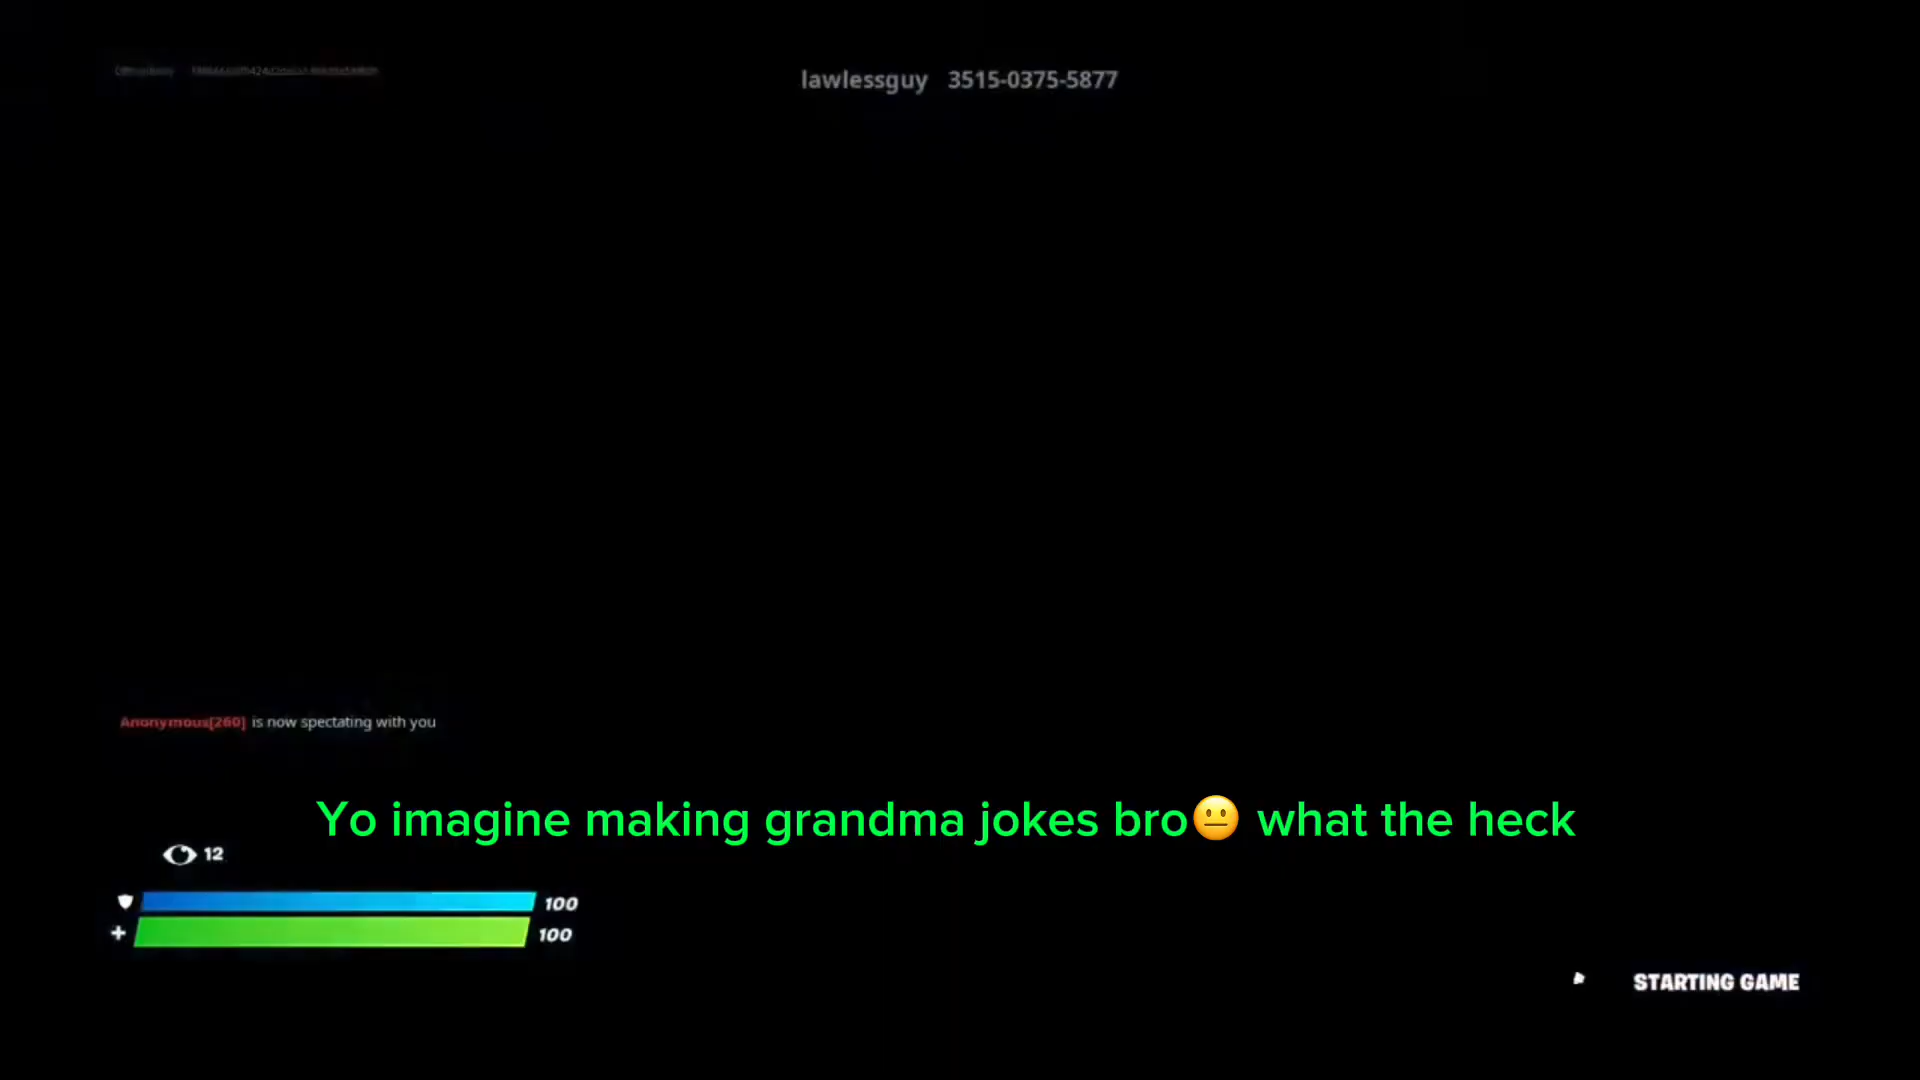 lawlessguy 3515-0375-5877
Anonymous[260] is now spectating with you
Yo imagine making grandma jokes bro😐 what the heck
12
100
100
STARTING GAME